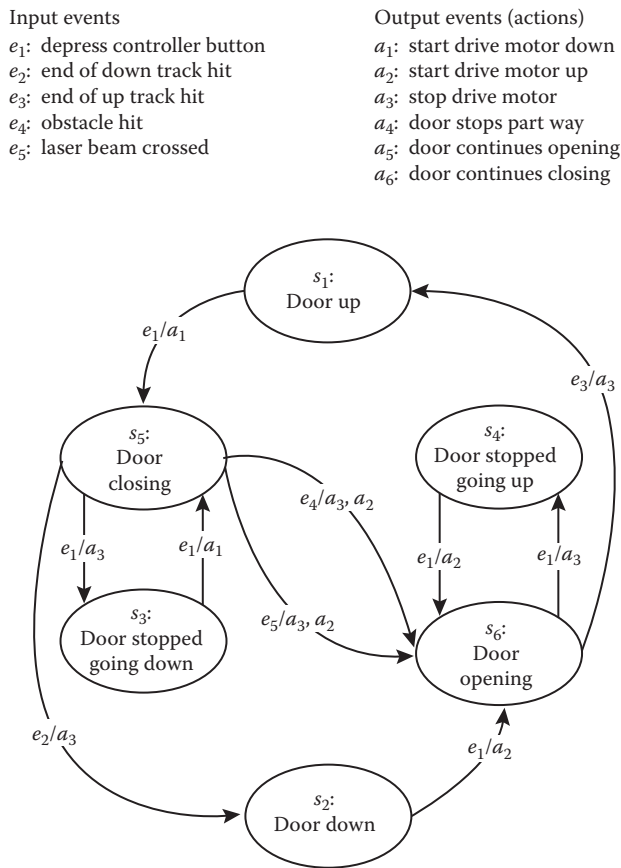 Input events
e1: depress controller button
e2: end of down track hit
e3: end of up track hit
e4: obstacle hit
e5: laser beam crossed
Output events (actions)
a1: start drive motor down
a2: start drive motor up
a3: stop drive motor
a4: door stops part way
a5: door continues opening
a6: door continues closing
s1:
Door up
e1/a1
e3/a3
s5:
Door
closing
s4:
Door stopped
going up
e4/a3, a2
e1/a3
e1/a1
e1/a2
e1/a3
s3:
Door stopped
going down
e5/a3, a2
s6:
Door
opening
e2/a3
e1/a2
s2:
Door down